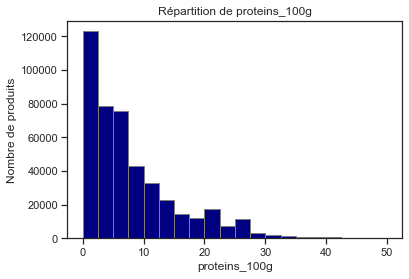 Répartition de proteins_100g
Nombre de produits
120000
100000
80000
60000
40000
20000
0
0 10 20 30 40 50
proteins_100g